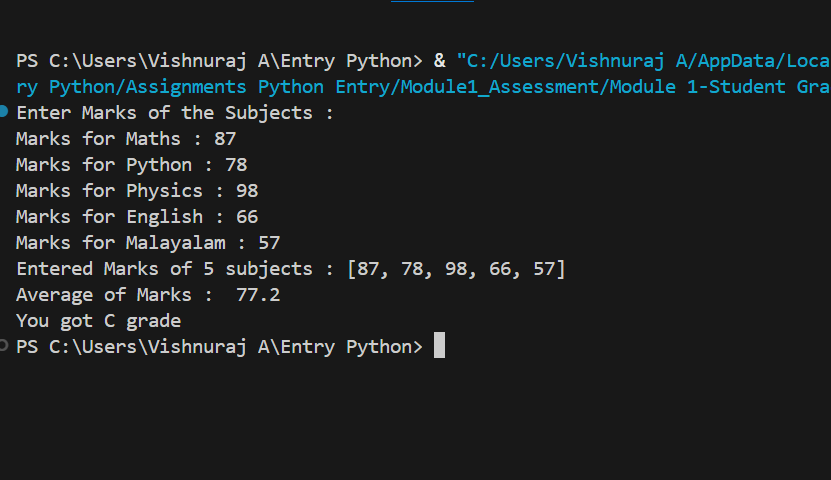 PS C:\Users\Vishnuraj A\Entry Python> & "C:/Users/Vishnuraj A/AppData/Loca
ry Python/Assignments Python Entry/Module1_Assessment/Module 1-Student Gra
Enter Marks of the Subjects :
Marks for Maths : 87
Marks for Python : 78
Marks for Physics : 98
Marks for English : 66
Marks for Malayalam : 57
Entered Marks of 5 subjects : [87, 78, 98, 66, 57]
Average of Marks :  77.2
You got C grade
PS C:\Users\Vishnuraj A\Entry Python>